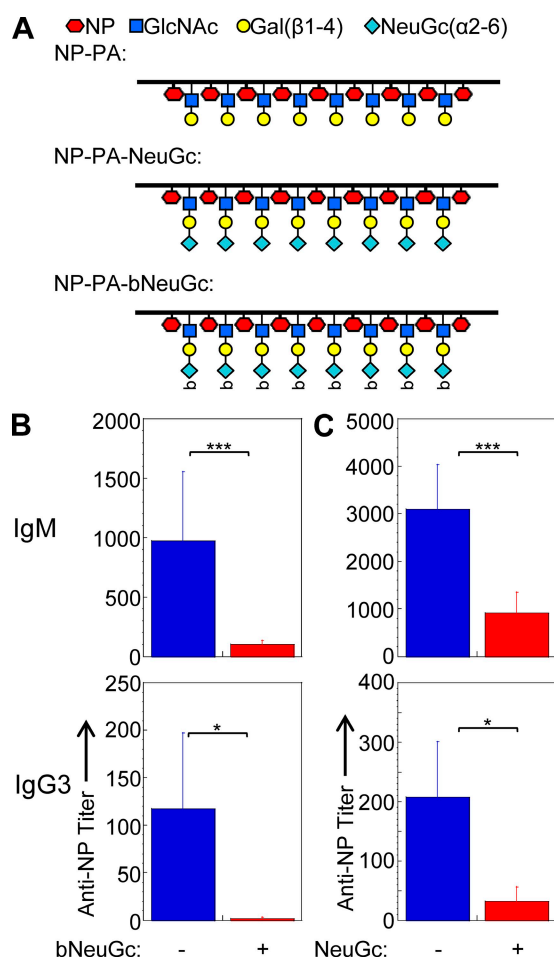 A
NP GlcNAc Gal(β1-4) NeuGc(α2-6)
NP-PA:
NP-PA-NeuGc:
NP-PA-bNeuGc:
b b b b b b b b
B C
IgM
2000
1500
1000
500
0
***
5000
4000
3000
2000
1000
0
***
IgG3
Anti-NP Titer
250
200
150
100
50
0
*
Anti-NP Titer
400
300
200
100
0
*
bNeuGc: - +
NeuGc: - +